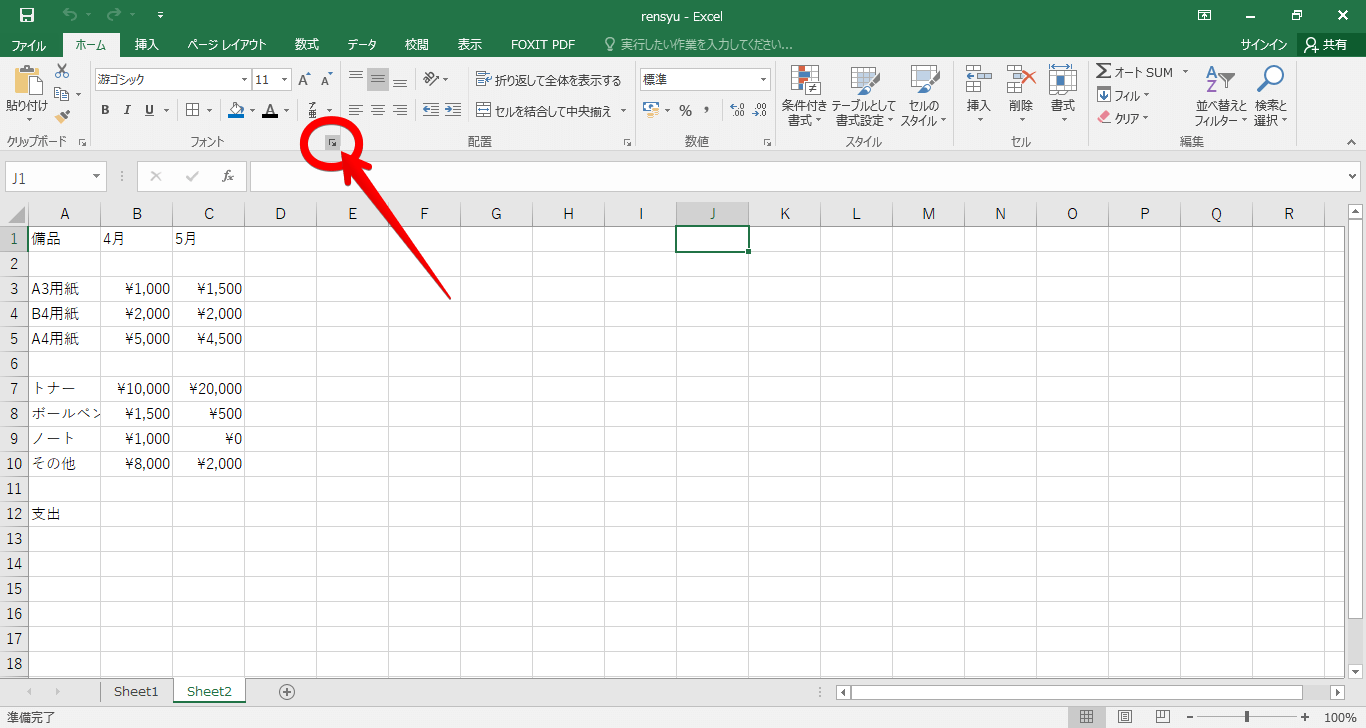 rensyu - Excel
ファイル ホーム 挿入 ページ レイアウト 数式 データ 校閲 表示 FOXIT PDF 実行したい作業を入力してください... サインイン 共有
游ゴシック 11 折り返して全体を表示する 標準 オート SUM
貼り付け B I U 亜 セルを結合して中央揃え % 条件付き書式 テーブルとして書式設定 セルのスタイル 挿入 削除 書式 フィル 並べ替えとフィルター 検索と選択
クリア
クリップボード フォント 配置 数値 スタイル セル 編集
J1 fx
A B C D E F G H I J K L M N O P Q R
1 備品 4月 5月
2
3 A3用紙 ¥1,000 ¥1,500
4 B4用紙 ¥2,000 ¥2,000
5 A4用紙 ¥5,000 ¥4,500
6
7 トナー ¥10,000 ¥20,000
8 ボールペン ¥1,500 ¥500
9 ノート ¥1,000 ¥0
10 その他 ¥8,000 ¥2,000
11
12 支出
13
14
15
16
17
18
Sheet1 Sheet2
準備完了 100%